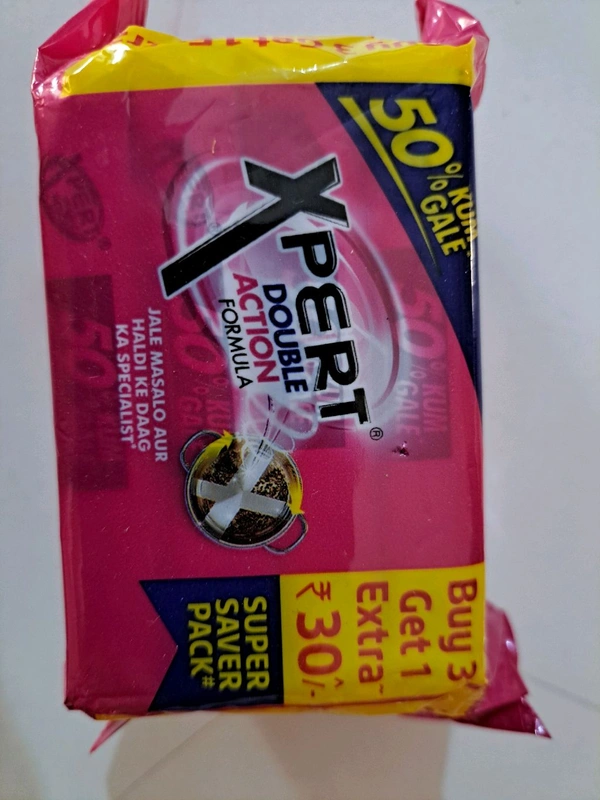 50% KUM
GALE*
XPERT®
DOUBLE
ACTION
FORMULA
JALE MASALO AUR
HALDI KE DAAG
KA SPECIALIST*
Buy 3
Get 1
Extra~
₹30^/-
SUPER
SAVER
PACK#